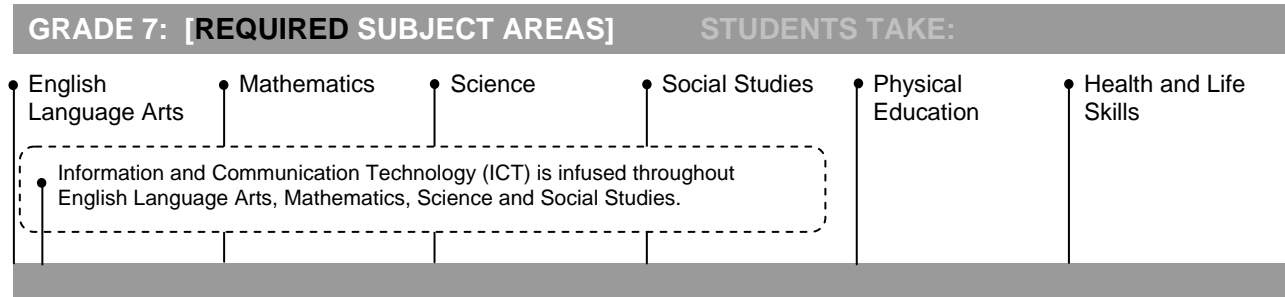 GRADE 7: [REQUIRED SUBJECT AREAS] STUDENTS TAKE:
English
Language Arts
Mathematics
Science
Social Studies
Physical
Education
Health and Life
Skills
Information and Communication Technology (ICT) is infused throughout
English Language Arts, Mathematics, Science and Social Studies.